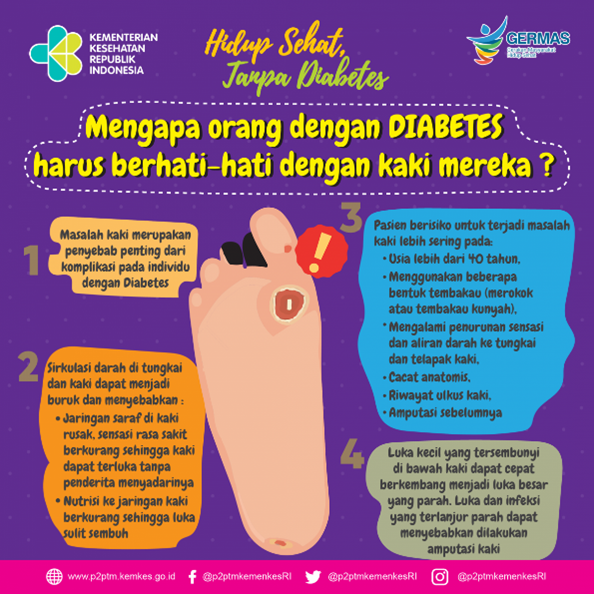 KEMENTERIAN
KESEHATAN
REPUBLIK
INDONESIA
Hidup Sehat,
Tanpa Diabetes
GERMAS
Gerakan Masyarakat
Hidup Sehat
Mengapa orang dengan DIABETES
harus berhati-hati dengan kaki mereka ?
1
Masalah kaki merupakan
penyebab penting dari
komplikasi pada individu
dengan Diabetes
2
Sirkulasi darah di tungkai
dan kaki dapat menjadi
buruk dan menyebabkan :
• Jaringan saraf di kaki
rusak, sensasi rasa sakit
berkurang sehingga kaki
dapat terluka tanpa
penderita menyadarinya
• Nutrisi ke jaringan kaki
berkurang sehingga luka
sulit sembuh
!
3
Pasien berisiko untuk terjadi masalah
kaki lebih sering pada:
• Usia lebih dari 40 tahun,
• Menggunakan beberapa
bentuk tembakau (merokok
atau tembakau kunyah),
• Mengalami penurunan sensasi
dan aliran darah ke tungkai
dan telapak kaki,
• Cacat anatomis,
• Riwayat ulkus kaki,
• Amputasi sebelumnya
4
Luka kecil yang tersembunyi
di bawah kaki dapat cepat
berkembang menjadi luka besar
yang parah. Luka dan infeksi
yang terlanjur parah dapat
menyebabkan dilakukan
amputasi kaki
www.p2ptm.kemkes.go.id
@p2ptmkemenkesRI
@p2ptmkemenkesRI
@p2ptmkemenkesRI